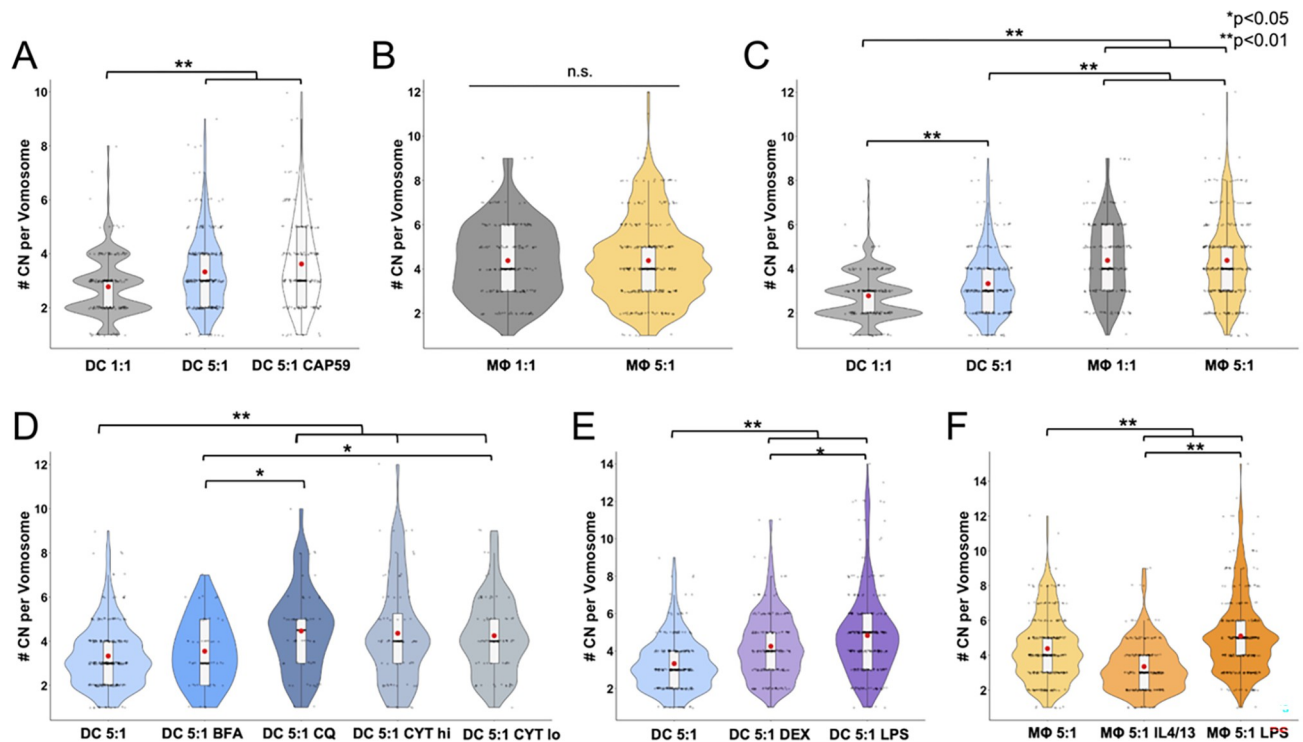 *p<0.05
**p<0.01
A
**
# CN per Vomosome
10
8
6
4
2
DC 1:1 DC 5:1 DC 5:1 CAP59
B
n.s.
# CN per Vomosome
12
10
8
6
4
2
MΦ 1:1 MΦ 5:1
C
**
**
**
# CN per Vomosome
12
10
8
6
4
2
DC 1:1 DC 5:1 MΦ 1:1 MΦ 5:1
D
**
*
*
# CN per Vomosome
12
10
8
6
4
2
DC 5:1 DC 5:1 BFA DC 5:1 CQ DC 5:1 CYT hi DC 5:1 CYT lo
E
**
*
# CN per Vomosome
14
12
10
8
6
4
2
DC 5:1 DC 5:1 DEX DC 5:1 LPS
F
**
**
# CN per Vomosome
14
12
10
8
6
4
2
MΦ 5:1 MΦ 5:1 IL4/13 MΦ 5:1 LPS